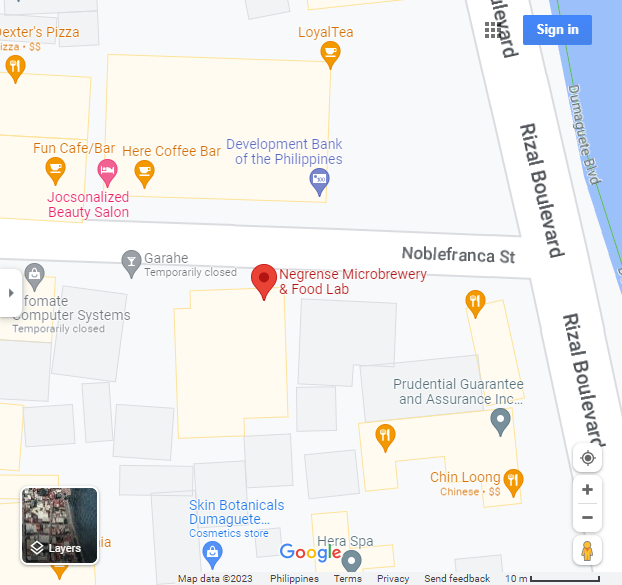 Dexter's Pizza
izza · $$
LoyalTea
Sign in
Boulevard
Dumaguete Blvd
Fun Cafe/Bar
Here Coffee Bar
Development Bank
of the Philippines
Jocsonalized
Beauty Salon
Rizal Boulevard
Noblefranca St
Garahe
Temporarily closed
Negrense Microbrewery
& Food Lab
fomate
Computer Systems
Temporarily closed
Rizal Boulevard
Prudential Guarantee
and Assurance Inc...
Chin Loong
Chinese · $$
Skin Botanicals
Dumaguete...
Cosmetics store
Layers
Google
Hera Spa
Map data ©2023
Philippines
Terms
Privacy
Send feedback
10 m